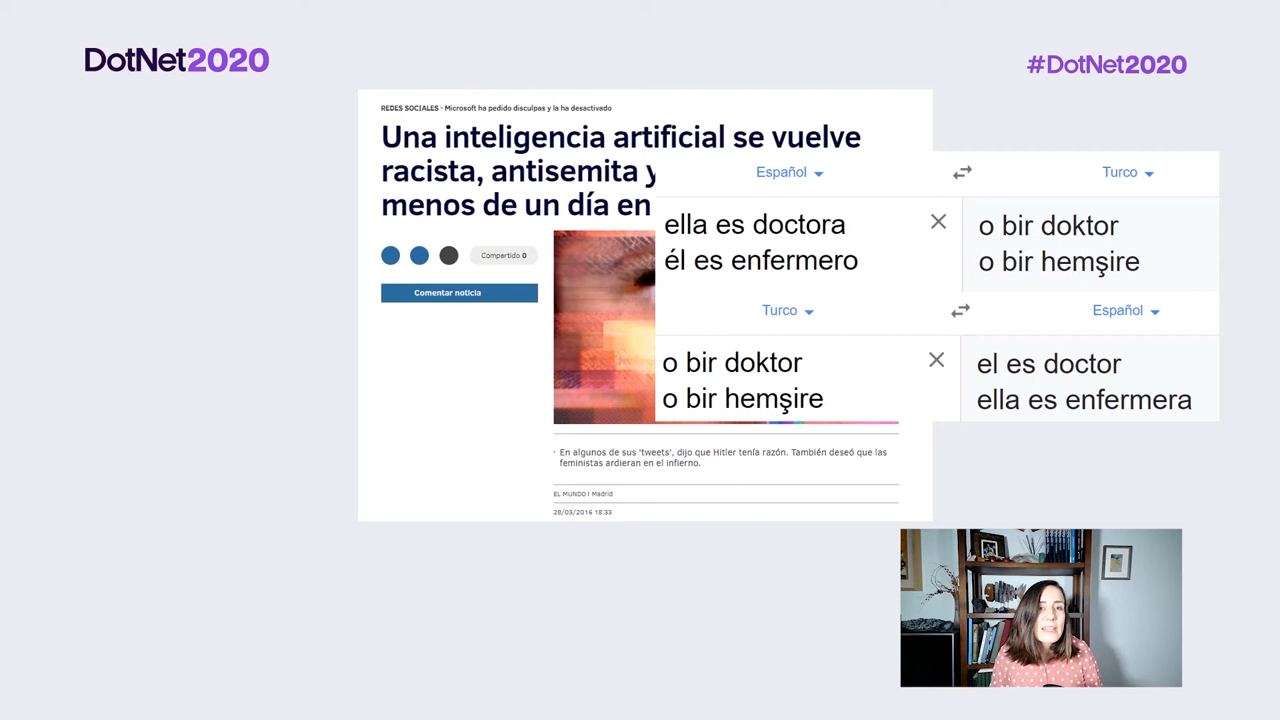 DotNet2020
#DotNet2020
REDES SOCIALES - Microsoft ha pedido disculpas y la ha desactivado
Una inteligencia artificial se vuelve
racista, antisemita y
menos de un día en
Compartido 0
Comentar noticia
Español
Turco
ella es doctora
él es enfermero
o bir doktor
o bir hemşire
Turco
Español
o bir doktor
o bir hemşire
el es doctor
ella es enfermera
· En algunos de sus 'tweets', dijo que Hitler tenía razón. También deseó que las
feministas ardieran en el infierno.
EL MUNDO | Madrid
28/03/2016 18:33